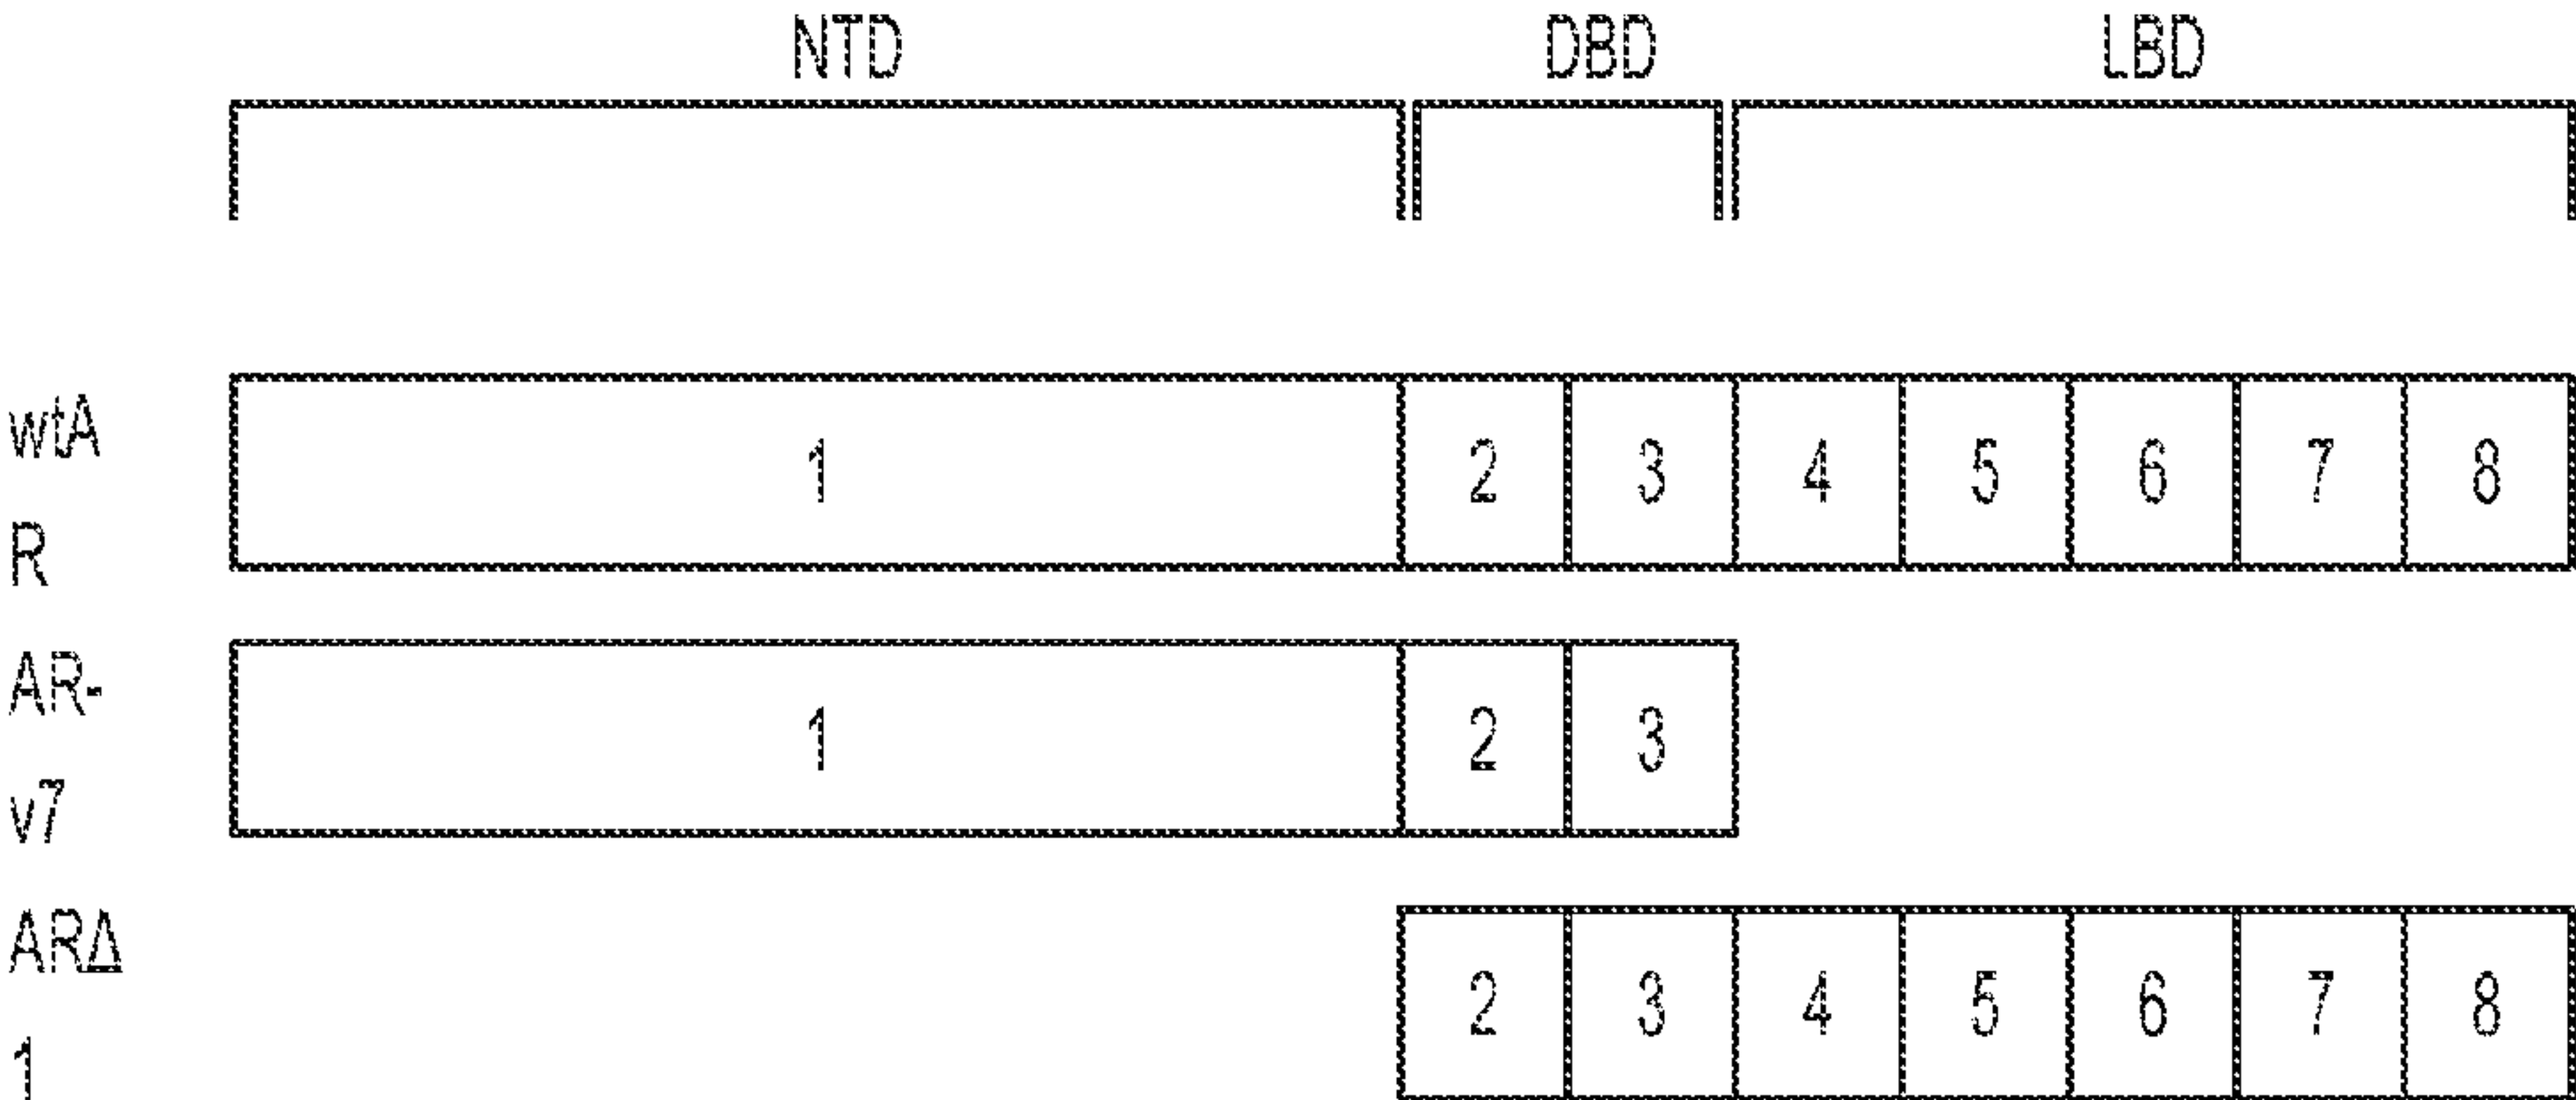 NTD DBD LBD
wtA
R
1 2 3 4 5 6 7 8
AR-
v7
1 2 3
ARΔ
1
2 3 4 5 6 7 8